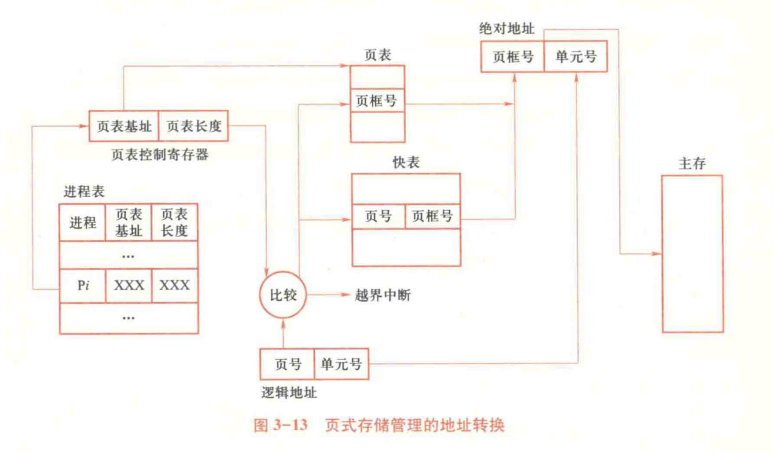 绝对地址
页框号 单元号
页表
页框号
页表基址 页表长度
页表控制寄存器
快表
页号 页框号
主存
进程表
进程 页表基址 页表长度
…
Pi XXX XXX
…
比较
越界中断
页号 单元号
逻辑地址
图 3-13 页式存储管理的地址转换